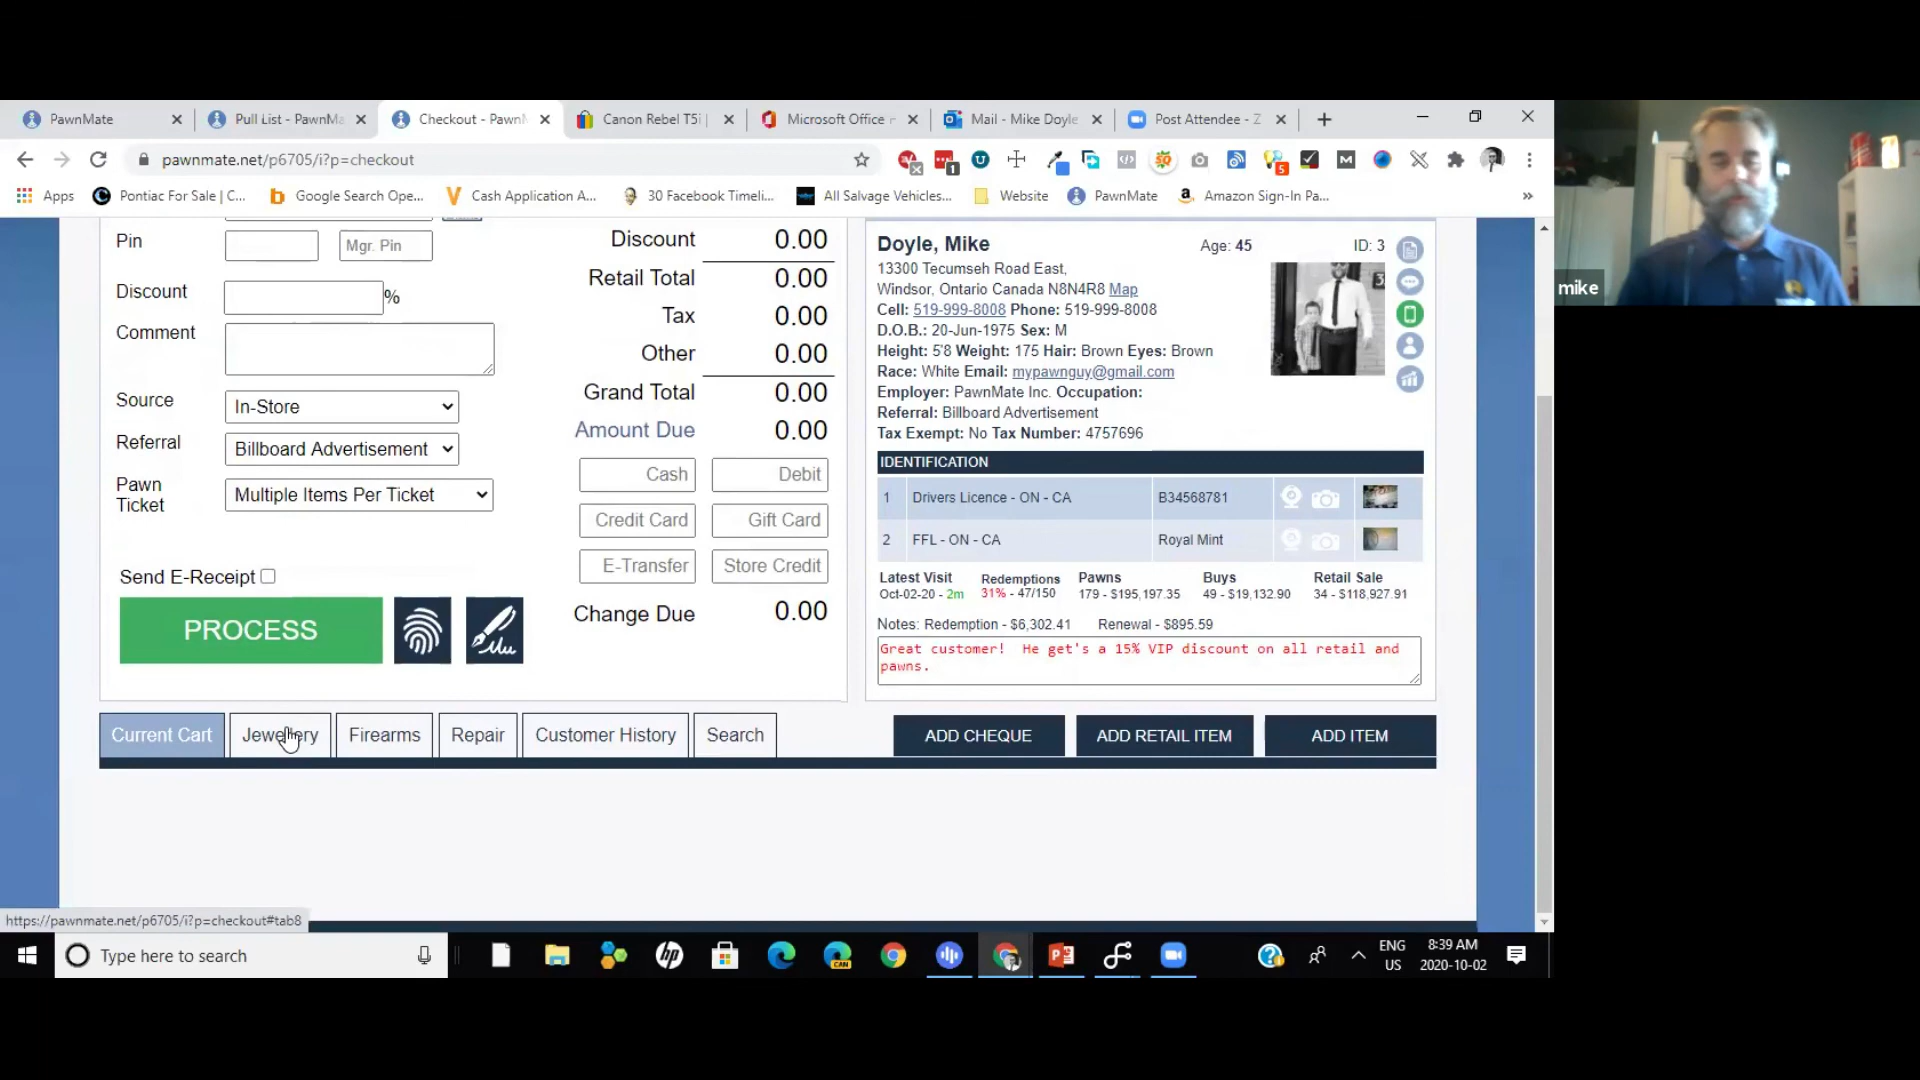 PawnMate
Pull List - PawnMa
Checkout - PawnM
Canon Rebel T5i |
Microsoft Office
Mail - Mike Doyle
Post Attendee - Z
pawnmate.net/p6705/i?p=checkout
Apps
Pontiac For Sale | C...
Google Search Ope...
Cash Application A...
30 Facebook Timeli...
All Salvage Vehicles...
Website
PawnMate
Amazon Sign-In Pa...
Pin
Mgr. Pin
Discount
%
Comment
Source
In-Store
Referral
Billboard Advertisement
Pawn
Ticket
Multiple Items Per Ticket
Send E-Receipt
PROCESS
Discount 0.00
Retail Total 0.00
Tax 0.00
Other 0.00
Grand Total 0.00
Amount Due 0.00
Cash Debit
Credit Card Gift Card
E-Transfer Store Credit
Change Due 0.00
Doyle, Mike Age: 45 ID: 3
13300 Tecumseh Road East,
Windsor, Ontario Canada N8N4R8 Map
Cell: 519-999-8008 Phone: 519-999-8008
D.O.B.: 20-Jun-1975 Sex: M
Height: 5'8 Weight: 175 Hair: Brown Eyes: Brown
Race: White Email: mypawnguy@gmail.com
Employer: PawnMate Inc. Occupation:
Referral: Billboard Advertisement
Tax Exempt: No Tax Number: 4757696
IDENTIFICATION
1 Drivers Licence - ON - CA B34568781
2 FFL - ON - CA Royal Mint
Latest Visit Redemptions Pawns Buys Retail Sale
Oct-02-20 - 2m 31% - 47/150 179 - $195,197.35 49 - $19,132.90 34 - $118,927.91
Notes: Redemption - $6,302.41 Renewal - $895.59
Great customer! He get's a 15% VIP discount on all retail and
pawns.
Current Cart
Jewellery
Firearms
Repair
Customer History
Search
ADD CHEQUE
ADD RETAIL ITEM
ADD ITEM
https://pawnmate.net/p6705/i?p=checkout#tab8
Type here to search
ENG
US
8:39 AM
2020-10-02
mike